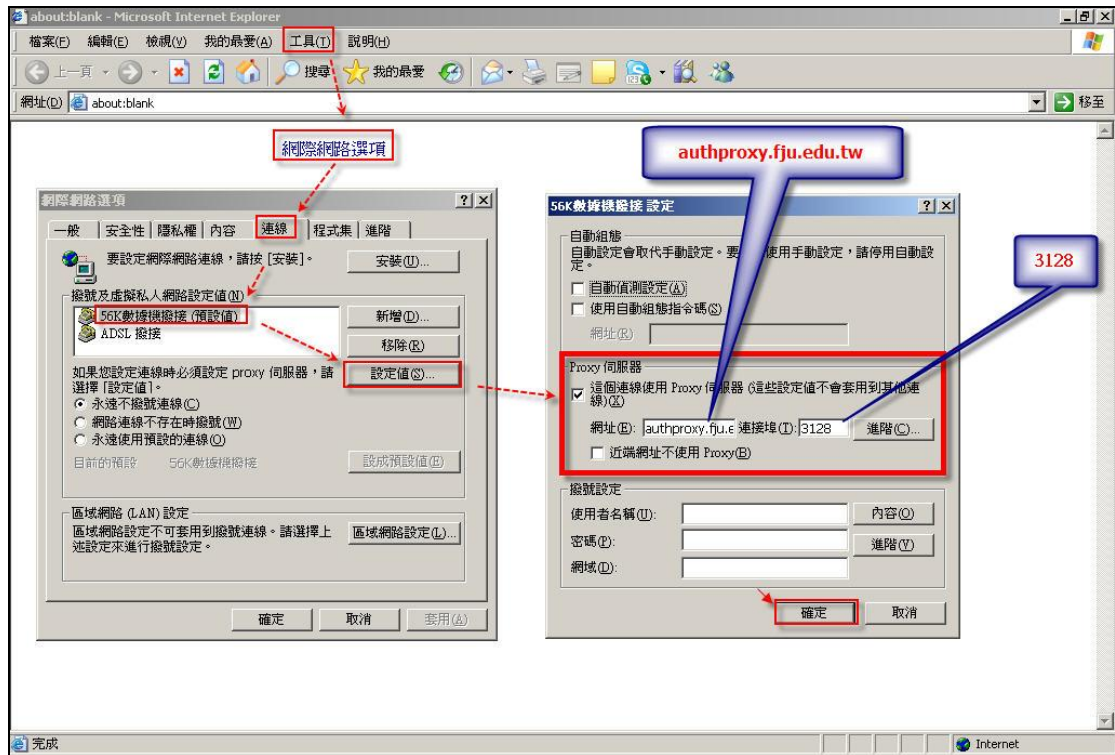 about:blank - Microsoft Internet Explorer
檔案(F) 編輯(E) 檢視(V) 我的最愛(A) 工具(T) 說明(H)
上一頁 搜尋 我的最愛
網址(D) about:blank 移至
網際網路選項
authproxy.fju.edu.tw
3128
網際網路選項
一般 安全性 隱私權 內容 連線 程式集 進階
要設定網際網路連線，請按 [安裝]。 安裝(U)...
撥號及虛擬私人網路設定值(N)
56K數據機撥接 (預設值) 新增(D)...
ADSL 撥接
移除(R)
如果您設定連線時必須設定 proxy 伺服器，請
選擇 [設定值]。
設定值(S)...
永遠不撥號連線(C)
網路連線不存在時撥號(W)
永遠使用預設的連線(O)
目前的預設 56K數據機撥接 設成預設值(E)
區域網路 (LAN) 設定
區域網路設定不可套用到撥號連線。請選擇上
述設定來進行撥號設定。
區域網路設定(L)...
確定 取消 套用(A)
56K數據機撥接 設定
自動組態
自動設定會取代手動設定。要 使用手動設定，請停用自動設
定。
自動偵測設定(A)
使用自動組態指令碼(S)
網址(R)
Proxy 伺服器
這個連線使用 Proxy 伺服器 (這些設定值不會套用到其他連
線)(X)
網址(E): authproxy.fju.e 連接埠(T): 3128 進階(C)...
近端網址不使用 Proxy(B)
撥號設定
使用者名稱(U): 內容(O)
密碼(P): 進階(V)
網域(D):
確定 取消
完成 Internet